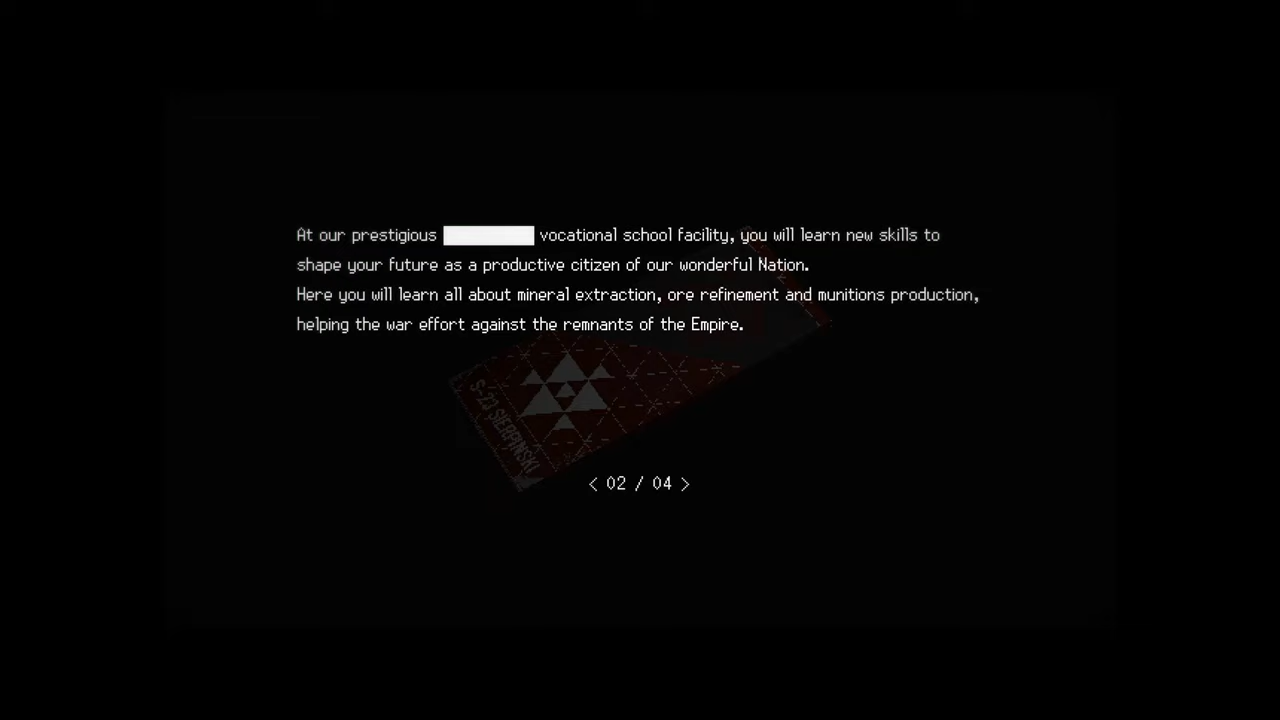 At our prestigious vocational school facility, you will learn new skills to
shape your future as a productive citizen of our wonderful Nation.
Here you will learn all about mineral extraction, ore refinement and munitions production,
helping the war effort against the remnants of the Empire.
S-23 SIERPINSKI
< 02 / 04 >